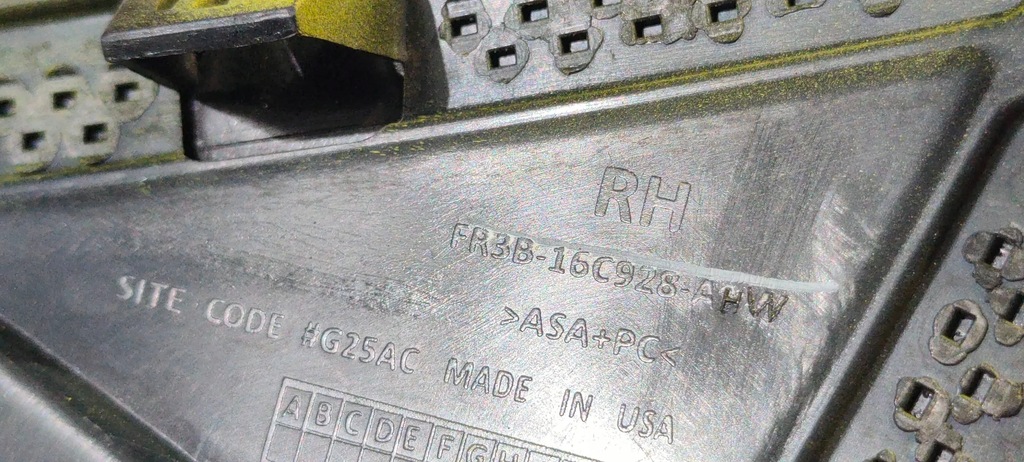 RH
FR3B-16C928-AHW
>ASA+PC<
SITE CODE #G25AC MADE IN USA
A B C D E F G H